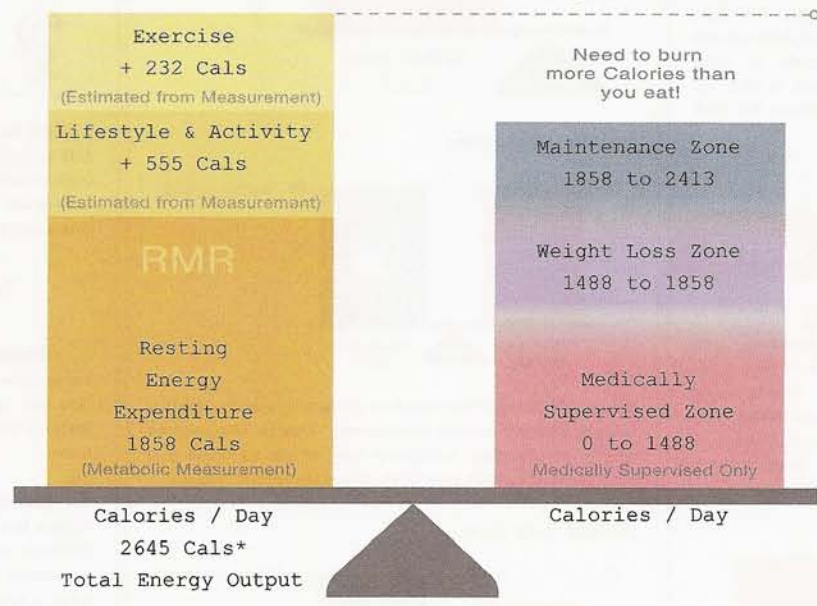 Exercise
+ 232 Cals
(Estimated from Measurement)
Lifestyle & Activity
+ 555 Cals
(Estimated from Measurement)
RMR
Resting
Energy
Expenditure
1858 Cals
(Metabolic Measurement)
Calories / Day
2645 Cals*
Total Energy Output
Need to burn
more Calories than
you eat!
Maintenance Zone
1858 to 2413
Weight Loss Zone
1488 to 1858
Medically
Supervised Zone
0 to 1488
Medically Supervised Only
Calories / Day